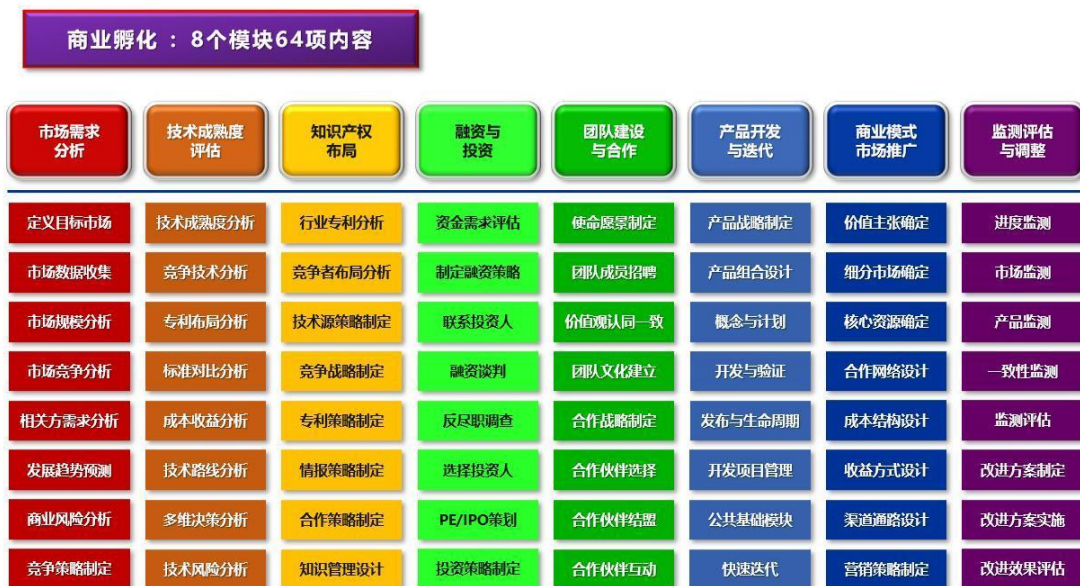 商业孵化 : 8个模块64项内容
市场需求
分析
技术成熟度
评估
知识产权
布局
融资与
投资
团队建设
与合作
产品开发
与迭代
商业模式
市场推广
监测评估
与调整
定义目标市场 技术成熟度分析 行业专利分析 资金需求评估 使命愿景制定 产品战略制定 价值主张确定 进度监测
市场数据收集 竞争技术分析 竞争者布局分析 制定融资策略 团队成员招聘 产品组合设计 细分市场确定 市场监测
市场规模分析 专利布局分析 技术源策略制定 联系投资人 价值观认同一致 概念与计划 核心资源确定 产品监测
市场竞争分析 标准对比分析 竞争战略制定 融资谈判 团队文化建立 开发与验证 合作网络设计 一致性监测
相关方需求分析 成本收益分析 专利策略制定 反尽职调查 合作战略制定 发布与生命周期 成本结构设计 监测评估
发展趋势预测 技术路线分析 情报策略制定 选择投资人 合作伙伴选择 开发项目管理 收益方式设计 改进方案制定
商业风险分析 多维决策分析 合作策略制定 PE/IPO策划 合作伙伴结盟 公共基础模块 渠道通路设计 改进方案实施
竞争策略制定 技术风险分析 知识管理设计 投资策略制定 合作伙伴互动 快速迭代 营销策略制定 改进效果评估